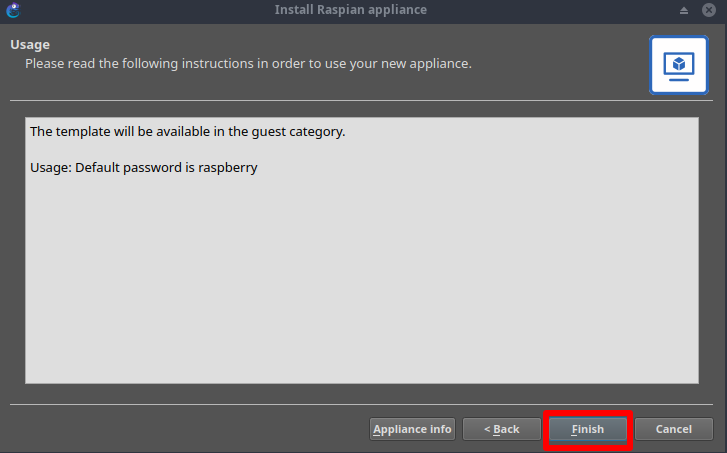 Install Raspian appliance
Usage
Please read the following instructions in order to use your new appliance.
The template will be available in the guest category.
Usage: Default password is raspberry
Appliance info
< Back
Finish
Cancel